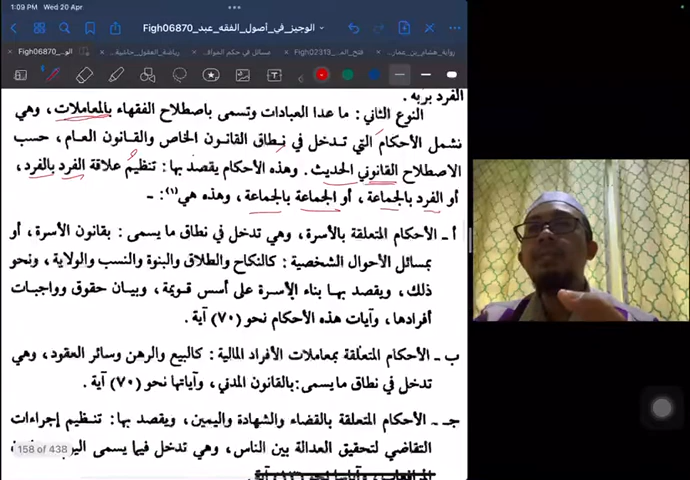 1:09 PM Wed 20 Apr
Figh06870_الوجيز_في_أصول_الفقه_عبد
Figh06870_الو...
رواية_هشام_بن_عمار...
الفرد بربه .
النوع الثاني : ما عدا العبادات وتسمى باصطلاح الفقهاء بالمعاملات ، وهي
تشمل الأحكام التي تدخل في نطاق القانون الخاص والقانون العام ، حسب
الاصطلاح القانوني الحديث . وهذه الأحكام يقصد بها : تنظيم علاقة الفرد بالفرد ،
أو الفرد بالجماعة ، أو الجماعة بالجماعة ، وهذه هي (١) : ـ
أ ـ الأحكام المتعلقة بالأسرة ، وهي تدخل في نطاق ما يسمى : بقانون الأسرة ، أو
بمسائل الأحوال الشخصية : كالنكاح والطلاق والبنوة والنسب والولاية ، ونحو
ذلك ، ويقصد بها بناء الأسرة على أسس قويمة ، وبيان حقوق وواجبات
أفرادها ، وآيات هذه الأحكام نحو (٧٠) آية .
ب ـ الأحكام المتعلقة بمعاملات الأفراد المالية : كالبيع والرهن وسائر العقود ، وهي
تدخل في نطاق ما يسمى : بالقانون المدني ، وآياتها نحو (٧٠) آية .
جـ ـ الأحكام المتعلقة بالقضاء والشهادة واليمين ، ويقصد بها : تنظيم إجراءات
التقاضي لتحقيق العدالة بين الناس ، وهي تدخل فيما يسمى
158 of 438